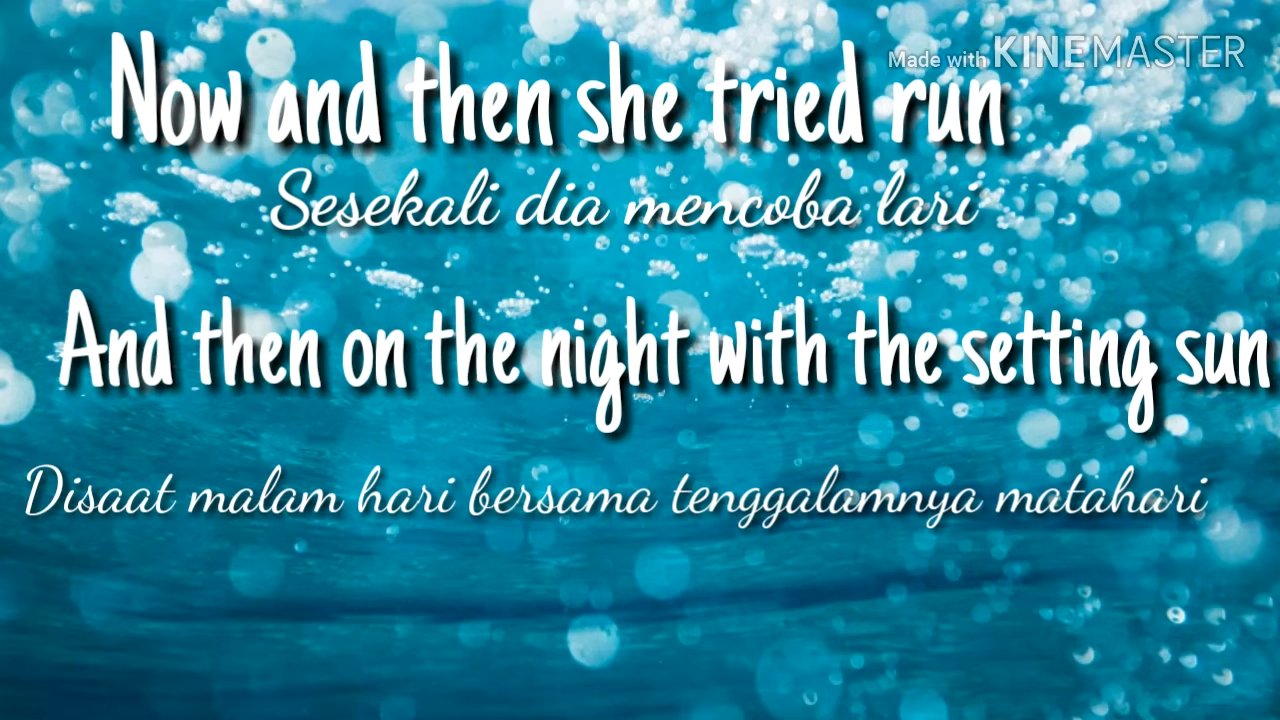 Made with KINEMASTER
Now and then she tried run
Sesekali dia mencoba lari
And then on the night with the setting sun
Disaat malam hari bersama tenggalamnya matahari